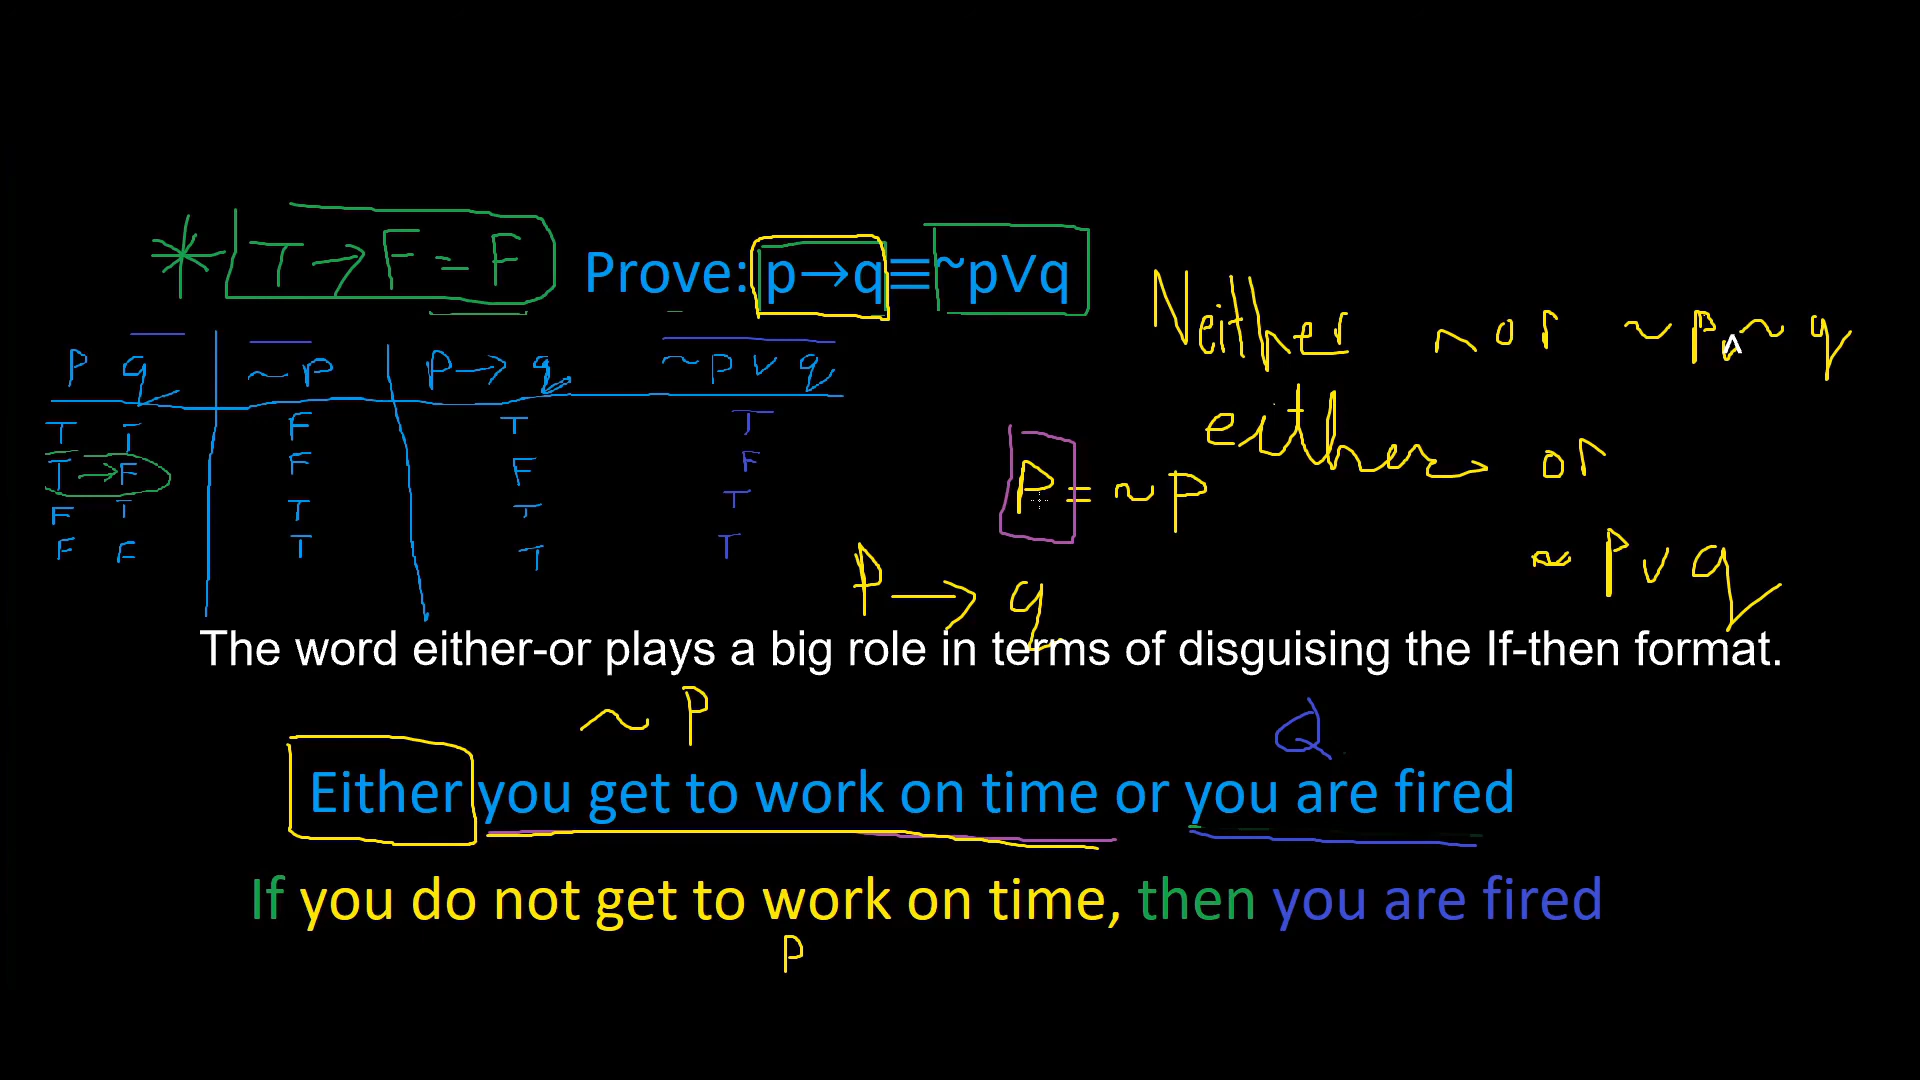 * T → F = F
Prove: p→q≡~p∨q
Neither nor ~p ∧ ~q
P q ~p p → q ~p ∨ q
either or
T T F T T
T → F F F F
P = ~P
F T T T T
F F T T T
~ P ∨ q
P → q
The word either-or plays a big role in terms of disguising the If-then format.
~ P Q
Either you get to work on time or you are fired
If you do not get to work on time, then you are fired
P